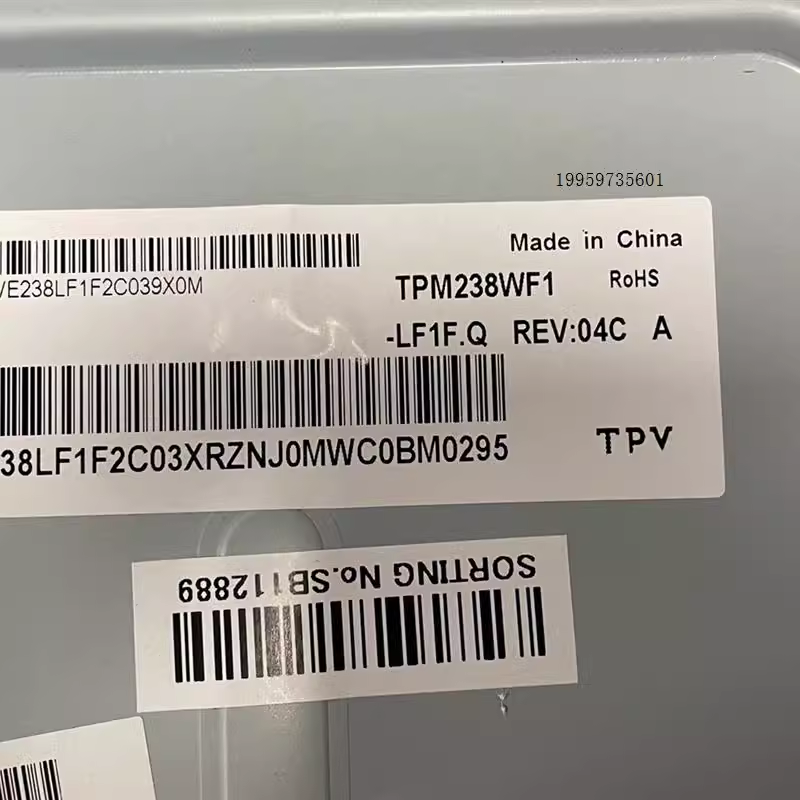 19959735601
Made in China
VE238LF1F2C039X0M
TPM238WF1 RoHS
-LF1F.Q REV:04C A
38LF1F2C03XRZNJ0MWC0BM0295
TPV
SORTING No.SB112889